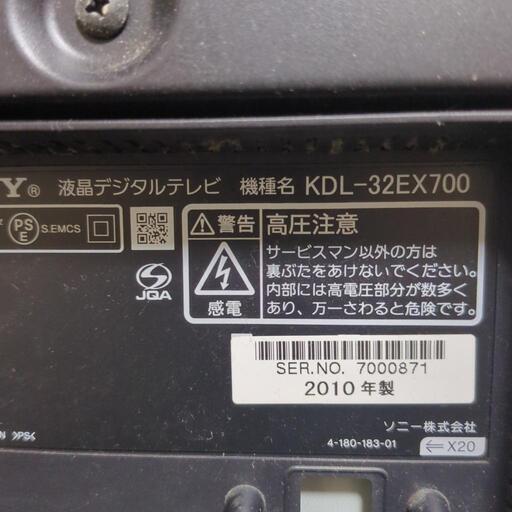 Y® 液晶デジタルテレビ 機種名 KDL-32EX700
PS E S.EMCS
警告 高圧注意
サービスマン以外の方は
裏ぶたをあけないでください。
内部には高電圧部分が数多く
あり、万一さわると危険です。
感電
JQA
SER.NO. 7000871
2010年製
ソニー株式会社
4-180-183-01
⇐ X20